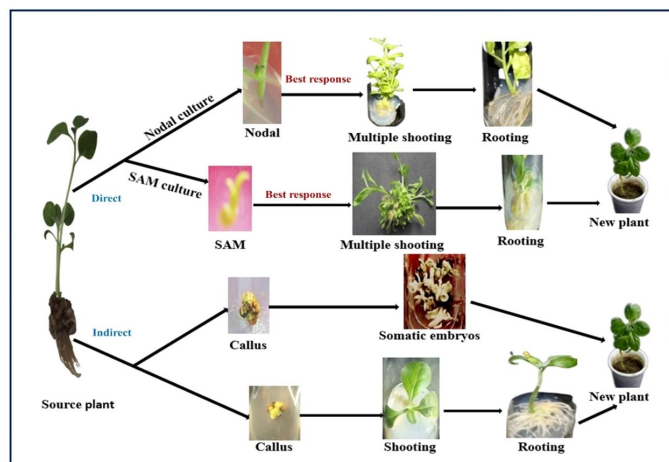 Nodal culture
Best response
Nodal
Multiple shooting
Rooting
SAM culture
Direct
Best response
SAM
Multiple shooting
Rooting
New plant
Indirect
Callus
Somatic embryos
Source plant
New plant
Callus
Shooting
Rooting